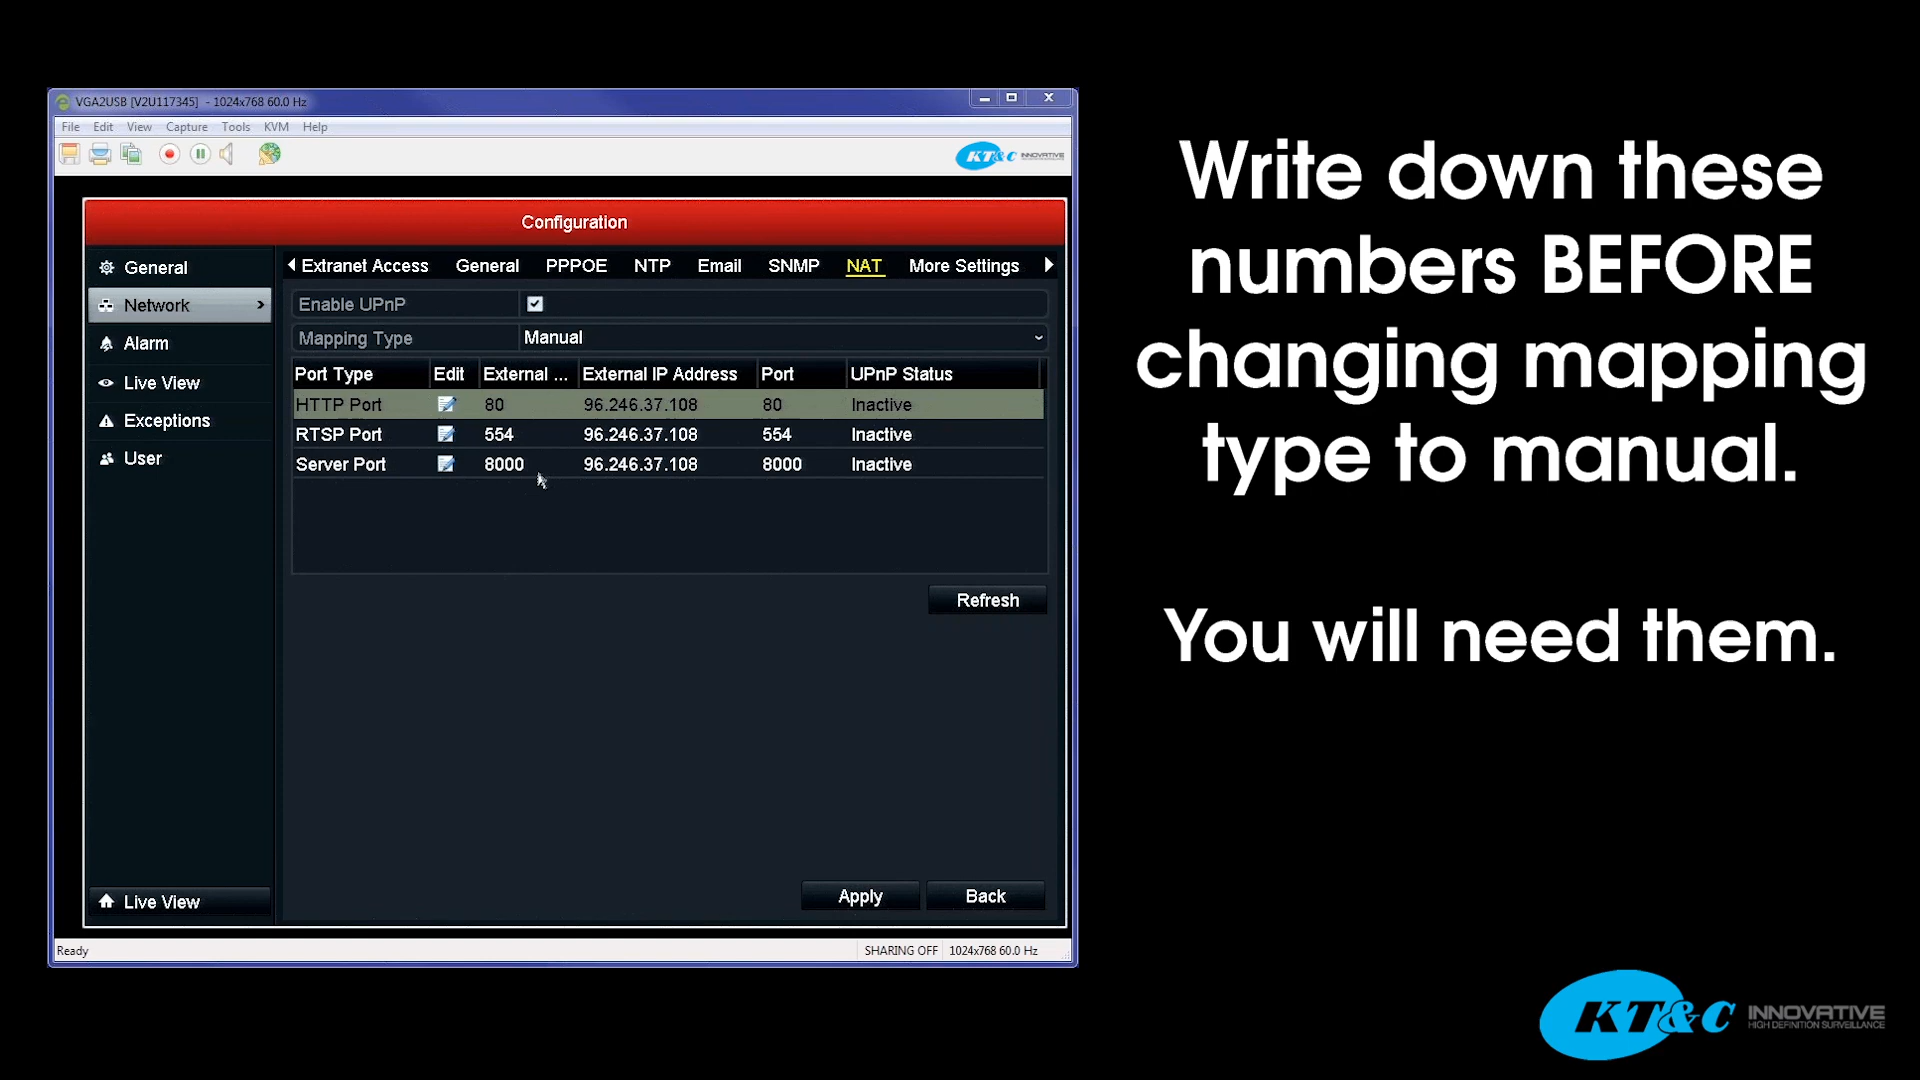 VGA2USB [V2U117345] - 1024x768 60.0 Hz
File Edit View Capture Tools KVM Help
KT&C INNOVATIVE
Configuration
General
Network
Alarm
Live View
Exceptions
User
Live View
Extranet Access General PPPOE NTP Email SNMP NAT More Settings
Enable UPnP
Mapping Type Manual
Port Type Edit External ... External IP Address Port UPnP Status
HTTP Port 80 96.246.37.108 80 Inactive
RTSP Port 554 96.246.37.108 554 Inactive
Server Port 8000 96.246.37.108 8000 Inactive
Refresh
Apply Back
Ready SHARING OFF 1024x768 60.0 Hz
Write down these
numbers BEFORE
changing mapping
type to manual.
You will need them.
KT&C INNOVATIVE
HIGH DEFINITION SURVEILLANCE